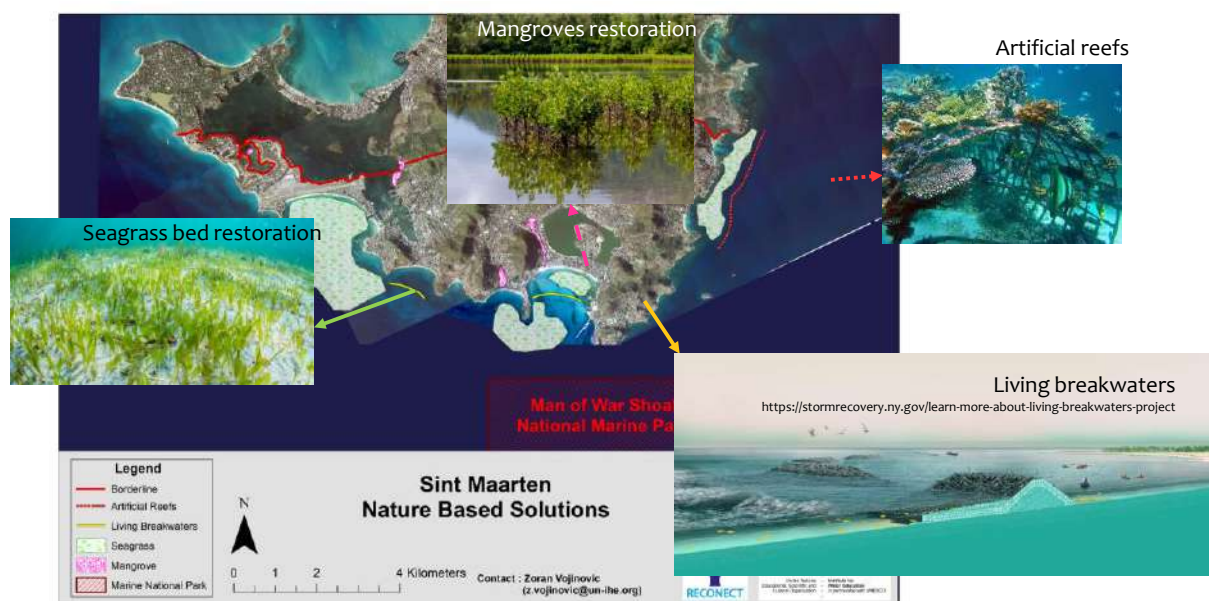 Mangroves restoration
Artificial reefs
Seagrass bed restoration
Living breakwaters
https://stormrecovery.ny.gov/learn-more-about-living-breakwaters-project
Man of War Shoal
National Marine Pa
Legend
Borderline
Artificial Reefs
Living Breakwaters
Seagrass
Mangrove
Marine National Park
N
Sint Maarten
Nature Based Solutions
0 1 2 4 Kilometers
Contact : Zoran Vojinovic
(z.vojinovic@un-ihe.org)
RECONECT